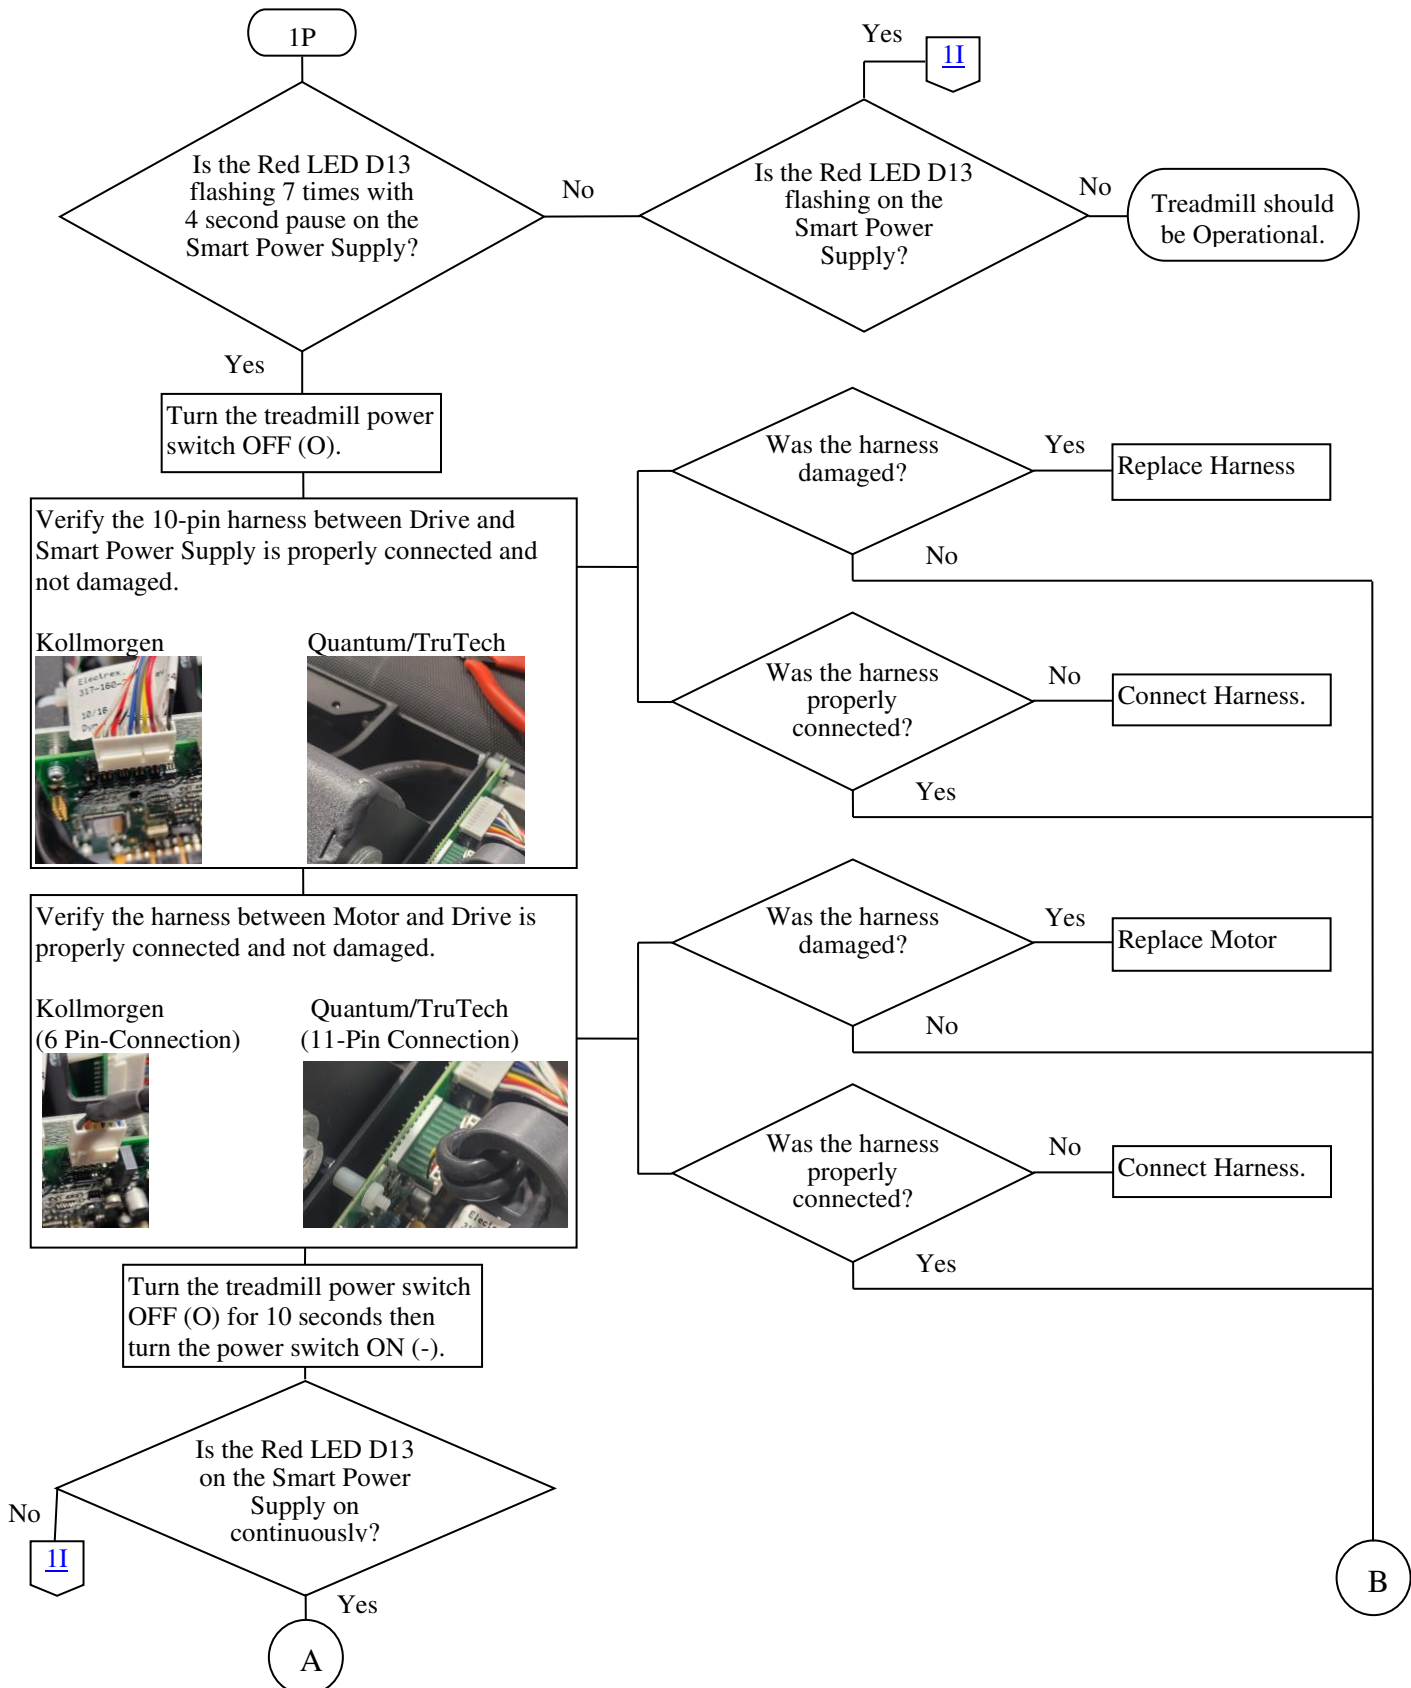 1P
Yes
1I
Is the Red LED D13
flashing 7 times with
4 second pause on the
Smart Power Supply?
No
Is the Red LED D13
flashing on the
Smart Power
Supply?
No
Treadmill should
be Operational.
Yes
Turn the treadmill power
switch OFF (O).
Was the harness
damaged?
Yes
Replace Harness
No
Verify the 10-pin harness between Drive and
Smart Power Supply is properly connected and
not damaged.
Kollmorgen
Quantum/TruTech
Electrex
317-160-
10/16
Was the harness
properly
connected?
No
Connect Harness.
Yes
Verify the harness between Motor and Drive is
properly connected and not damaged.
Kollmorgen
(6 Pin-Connection)
Quantum/TruTech
(11-Pin Connection)
Was the harness
damaged?
Yes
Replace Motor
No
Was the harness
properly
connected?
No
Connect Harness.
Yes
Turn the treadmill power switch
OFF (O) for 10 seconds then
turn the power switch ON (-).
Is the Red LED D13
on the Smart Power
Supply on
continuously?
No
1I
Yes
A
B